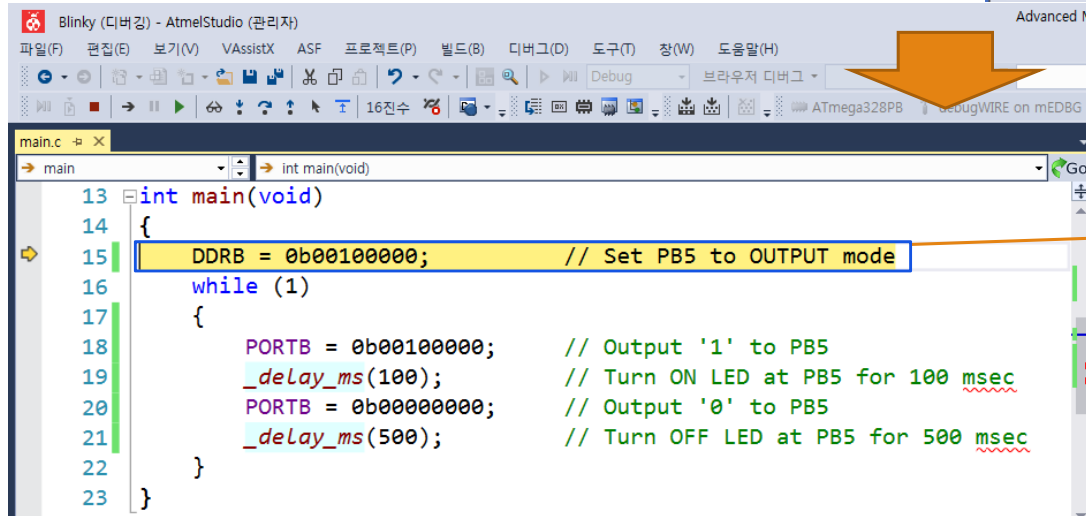 Blinky (디버깅) - AtmelStudio (관리자)
Advanced M
파일(F) 편집(E) 보기(V) VAssistX ASF 프로젝트(P) 빌드(B) 디버그(D) 도구(T) 창(W) 도움말(H)
Debug 브라우저 디버그
16진수 ATmega328PB debugWIRE on mEDBG
main.c
main int main(void) Go
13 int main(void)
14 {
15 DDRB = 0b00100000; // Set PB5 to OUTPUT mode
16 while (1)
17 {
18 PORTB = 0b00100000; // Output '1' to PB5
19 _delay_ms(100); // Turn ON LED at PB5 for 100 msec
20 PORTB = 0b00000000; // Output '0' to PB5
21 _delay_ms(500); // Turn OFF LED at PB5 for 500 msec
22 }
23 }